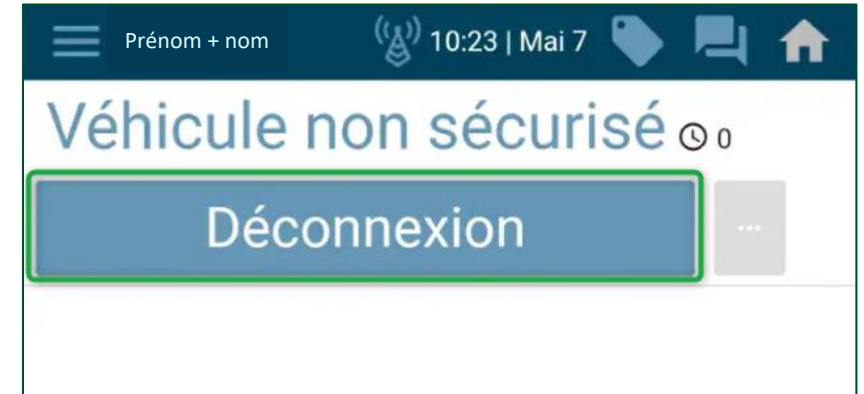 Prénom + nom 10:23 | Mai 7
Véhicule non sécurisé 0
Déconnexion
...